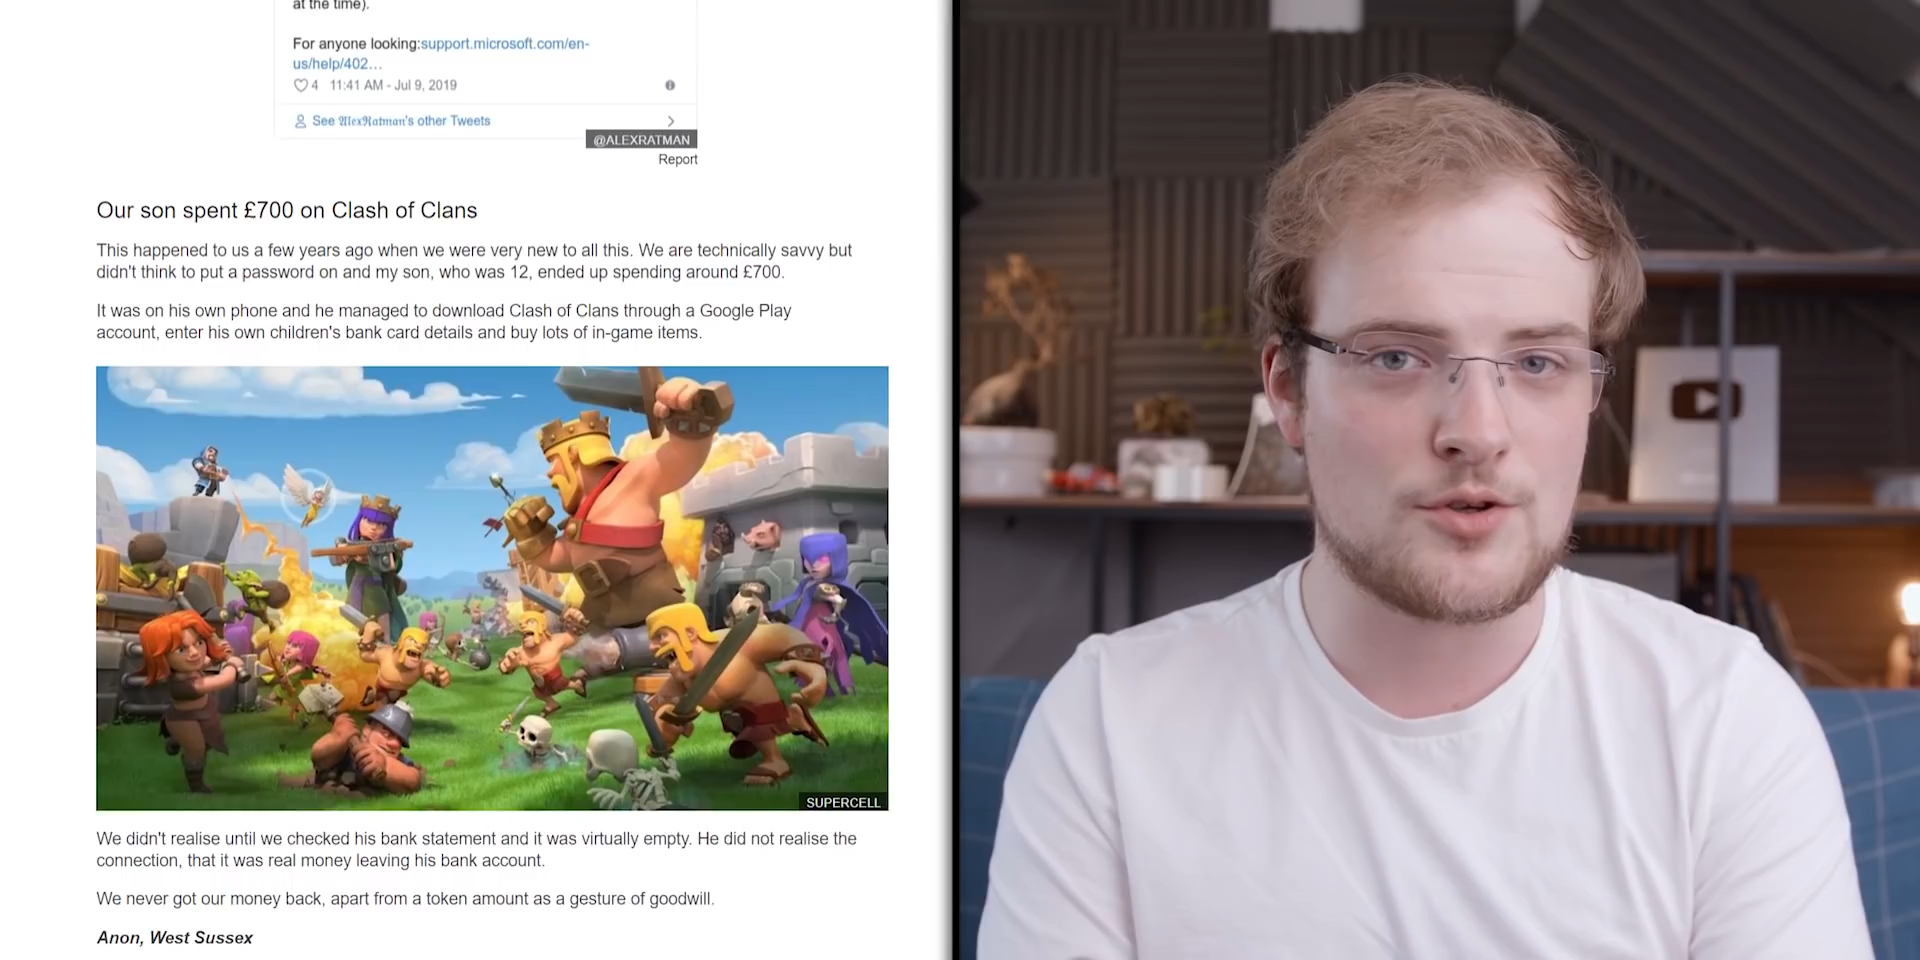 at the time).
For anyone looking:support.microsoft.com/en-
us/help/402...
4 11:41 AM - Jul 9, 2019
See 𝕬𝖑𝖊𝖝𝕽𝖆𝖙𝖒𝖆𝖓's other Tweets
@ALEXRATMAN
Report
Our son spent £700 on Clash of Clans
This happened to us a few years ago when we were very new to all this. We are technically savvy but
didn't think to put a password on and my son, who was 12, ended up spending around £700.
It was on his own phone and he managed to download Clash of Clans through a Google Play
account, enter his own children's bank card details and buy lots of in-game items.
SUPERCELL
We didn't realise until we checked his bank statement and it was virtually empty. He did not realise the
connection, that it was real money leaving his bank account.
We never got our money back, apart from a token amount as a gesture of goodwill.
Anon, West Sussex